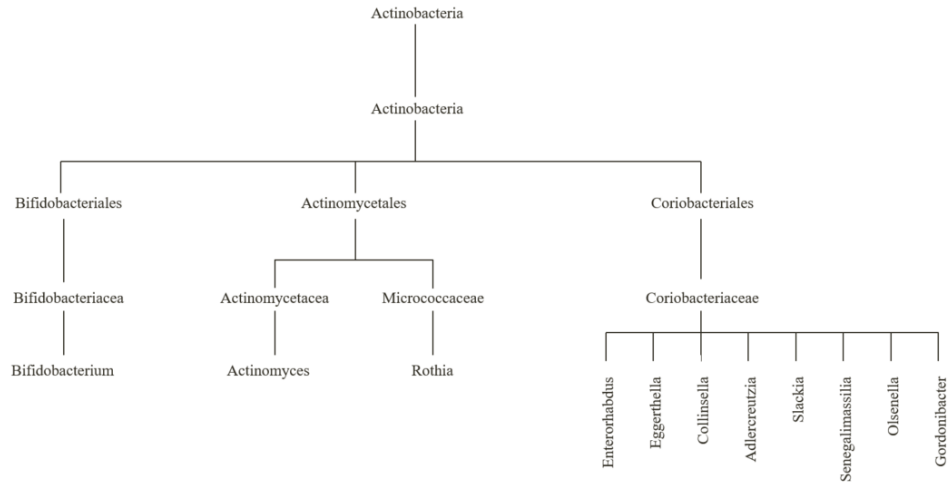 Actinobacteria
Actinobacteria
Bifidobacteriales
Actinomycetales
Coriobacteriales
Bifidobacteriacea
Actinomycetacea
Micrococcaceae
Coriobacteriaceae
Bifidobacterium
Actinomyces
Rothia
Enterorhabdus
Eggerthella
Collinsella
Adlercreutzia
Slackia
Senegalimassilia
Olsenella
Gordonibacter